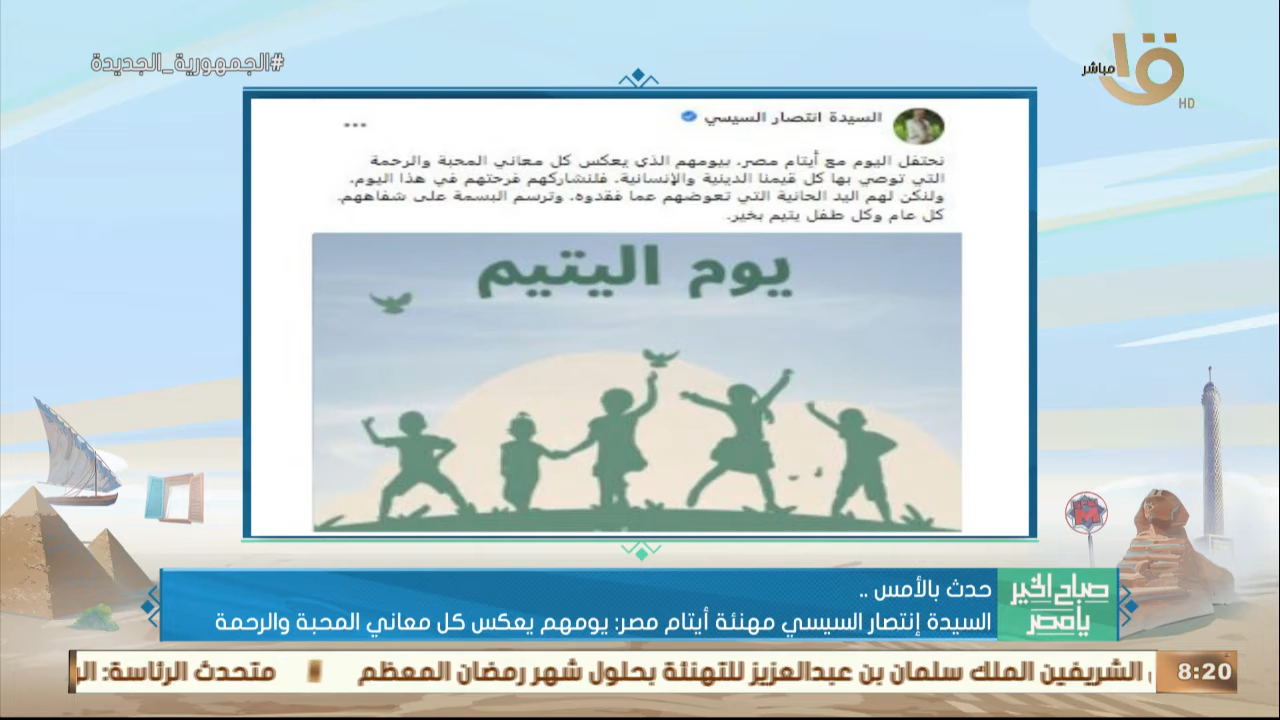 #الجمهورية_الجديدة
مباشر
HD
السيدة انتصار السيسي
نحتفل اليوم مع أيتام مصر، بيومهم الذي يعكس كل معاني المحبة والرحمة
التي توصي بها كل قيمنا الدينية والإنسانية. فلنشاركهم فرحتهم في هذا اليوم.
ولنكن لهم اليد الحانية التي تعوضهم عما فقدوه، وترسم البسمة على شفاههم.
كل عام وكل طفل يتيم بخير.
يوم اليتيم
صباح الخير
يا مصر
حدث بالأمس ..
السيدة إنتصار السيسي مهنئة أيتام مصر: يومهم يعكس كل معاني المحبة والرحمة
8:20
الشريفين الملك سلمان بن عبدالعزيز للتهنئة بحلول شهر رمضان المعظم
متحدث الرئاسة: